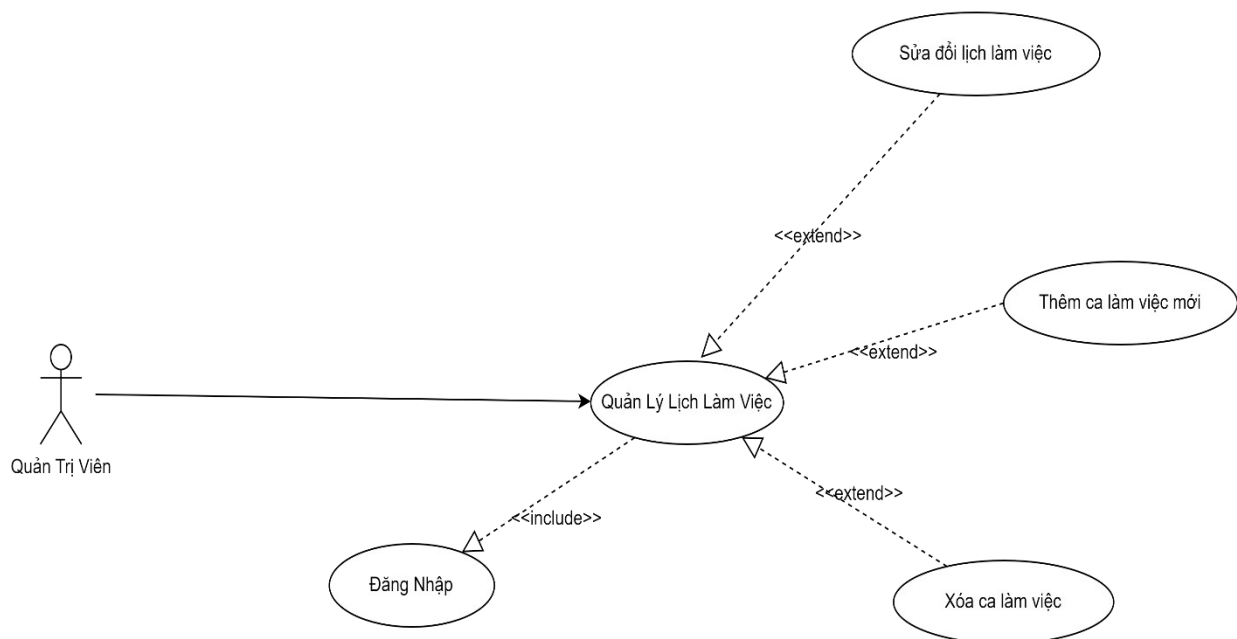 Sửa đổi lịch làm việc
<<extend>>
Thêm ca làm việc mới
<<extend>>
Quản Lý Lịch Làm Việc
Quản Trị Viên
<<extend>>
<<include>>
Đăng Nhập
Xóa ca làm việc